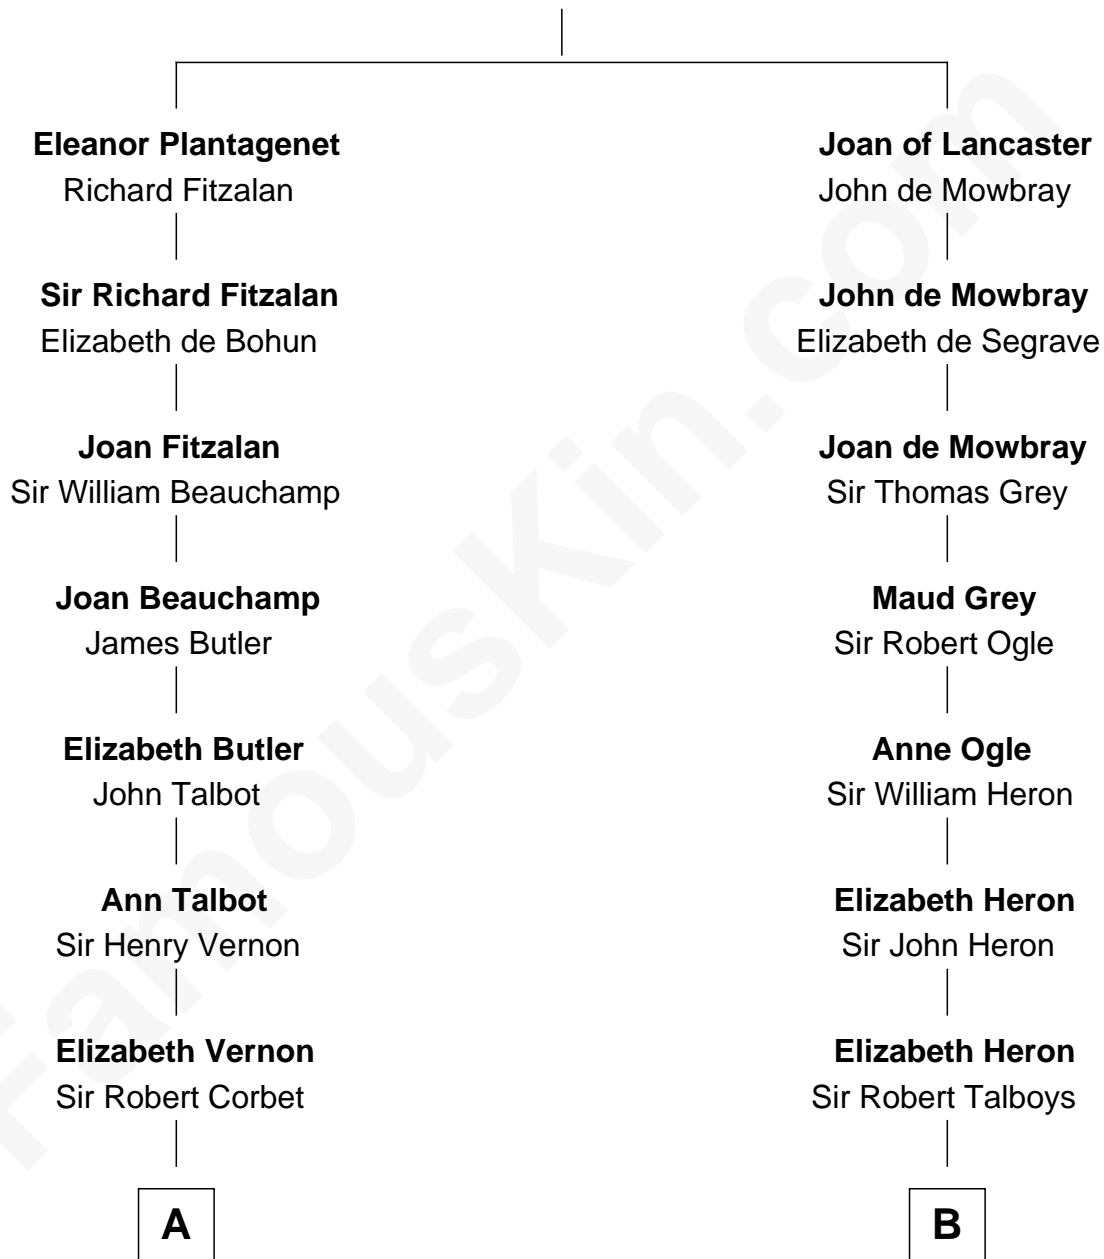 Eleanor Plantagenet
Richard Fitzalan
Sir Richard Fitzalan
Elizabeth de Bohun
Joan Fitzalan
Sir William Beauchamp
Joan Beauchamp
James Butler
Elizabeth Butler
John Talbot
Ann Talbot
Sir Henry Vernon
Elizabeth Vernon
Sir Robert Corbet
A
Joan of Lancaster
John de Mowbray
John de Mowbray
Elizabeth de Segrave
Joan de Mowbray
Sir Thomas Grey
Maud Grey
Sir Robert Ogle
Anne Ogle
Sir William Heron
Elizabeth Heron
Sir John Heron
Elizabeth Heron
Sir Robert Talboys
B
FamousKin.com